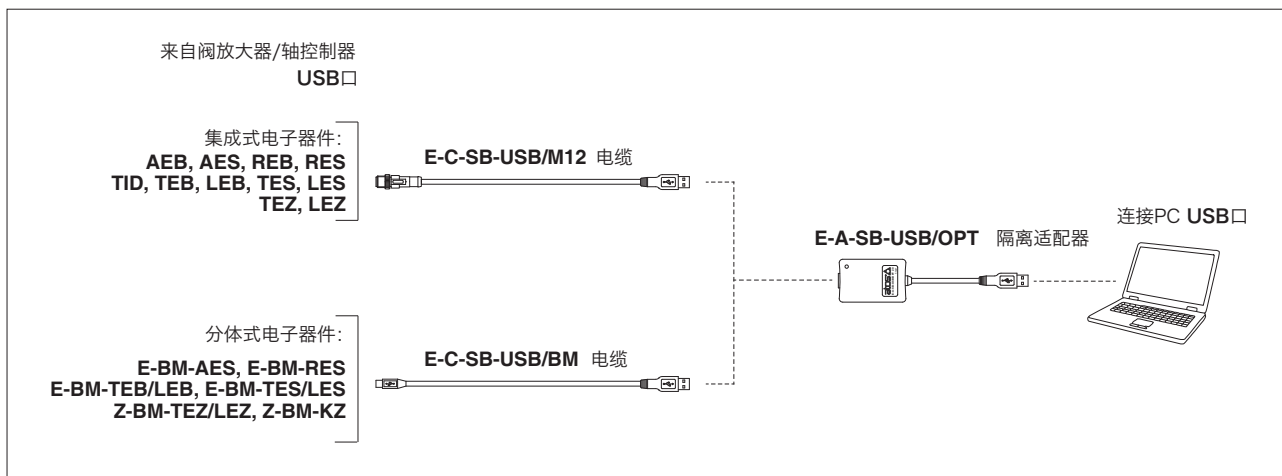 来自阀放大器/轴控制器
USB口
集成式电子器件:
AEB, AES, REB, RES
TID, TEB, LEB, TES, LES
TEZ, LEZ
E-C-SB-USB/M12 电缆
E-A-SB-USB/OPT 隔离适配器
连接PC USB口
atos
分体式电子器件:
E-BM-AES, E-BM-RES
E-BM-TEB/LEB, E-BM-TES/LES
Z-BM-TEZ/LEZ, Z-BM-KZ
E-C-SB-USB/BM 电缆